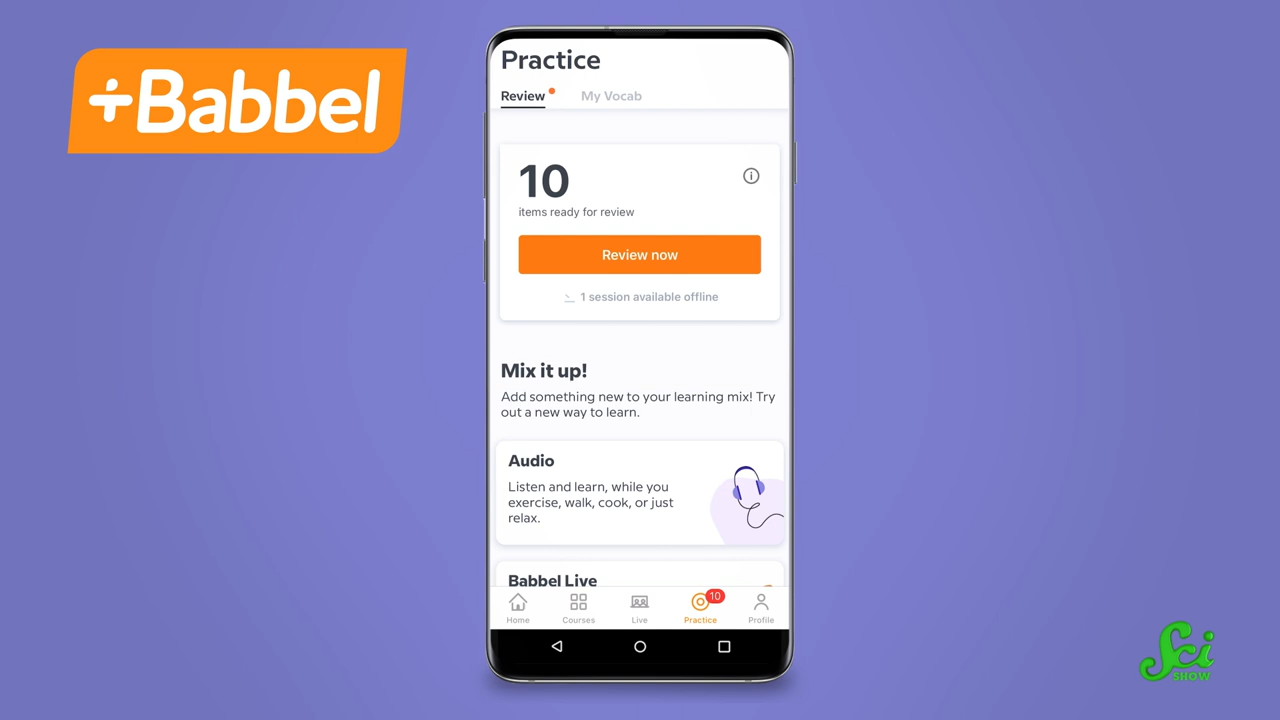 +Babbel
Practice
Review
My Vocab
10
items ready for review
Review now
1 session available offline
Mix it up!
Add something new to your learning mix! Try
out a new way to learn.
Audio
Listen and learn, while you
exercise, walk, cook, or just
relax.
Babbel Live
10
Home
Courses
Live
Practice
Profile
Sci
SHOW